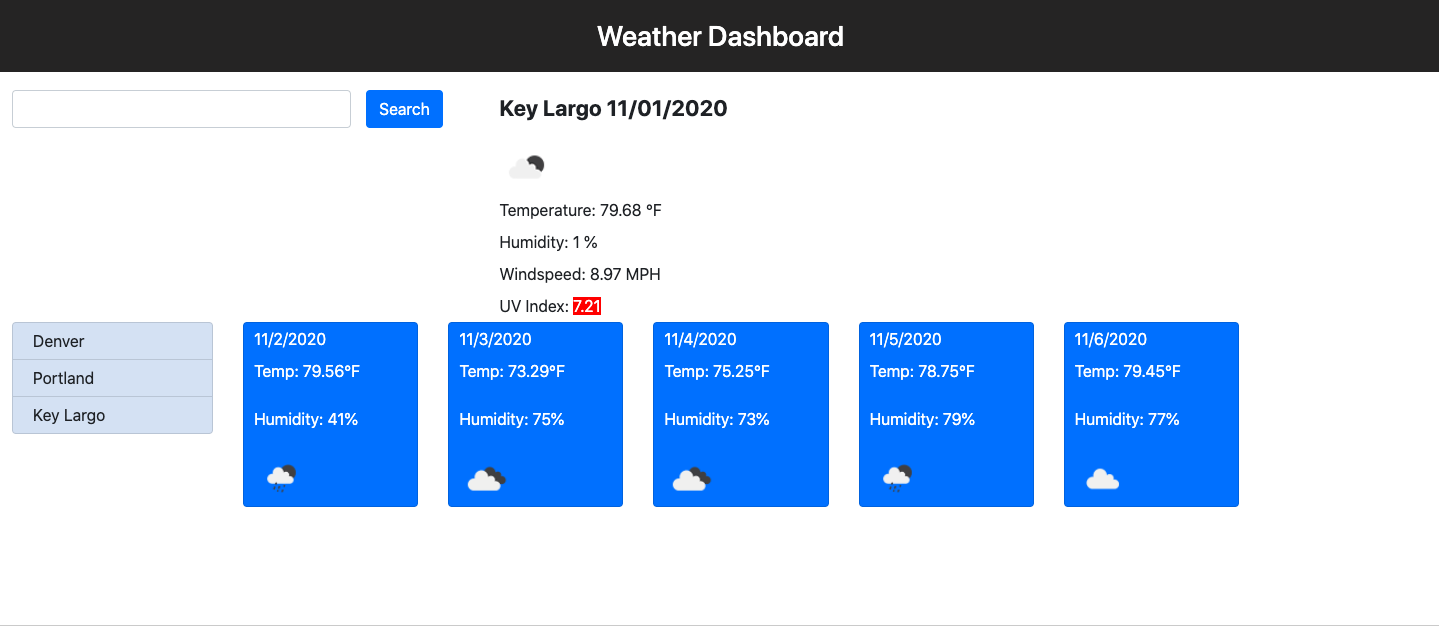 Weather Dashboard
Search
Key Largo 11/01/2020
Temperature: 79.68 °F
Humidity: 1 %
Windspeed: 8.97 MPH
UV Index: 7.21
Denver
Portland
Key Largo
11/2/2020
Temp: 79.56°F
Humidity: 41%
11/3/2020
Temp: 73.29°F
Humidity: 75%
11/4/2020
Temp: 75.25°F
Humidity: 73%
11/5/2020
Temp: 78.75°F
Humidity: 79%
11/6/2020
Temp: 79.45°F
Humidity: 77%